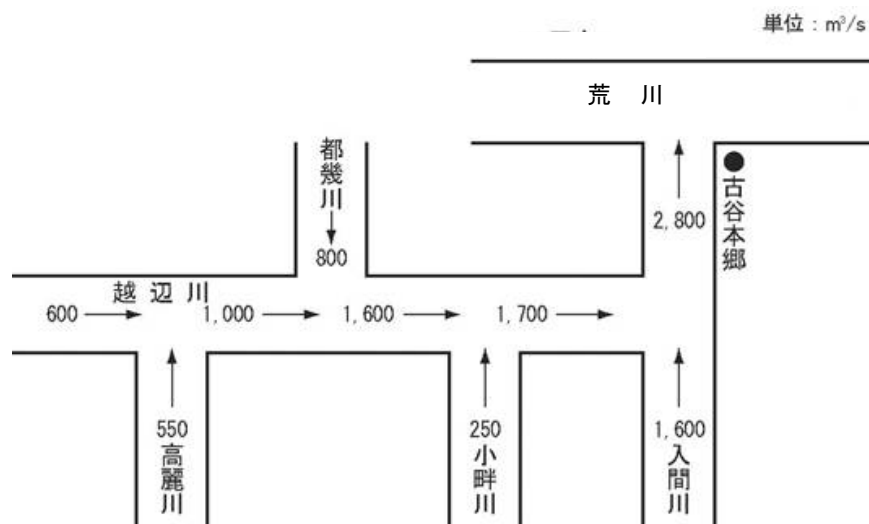 単位：m³/s
荒川
都幾川
800
古谷本郷
2,800
越辺川
600
1,000
1,600
1,700
550
高麗川
250
小畔川
1,600
入間川